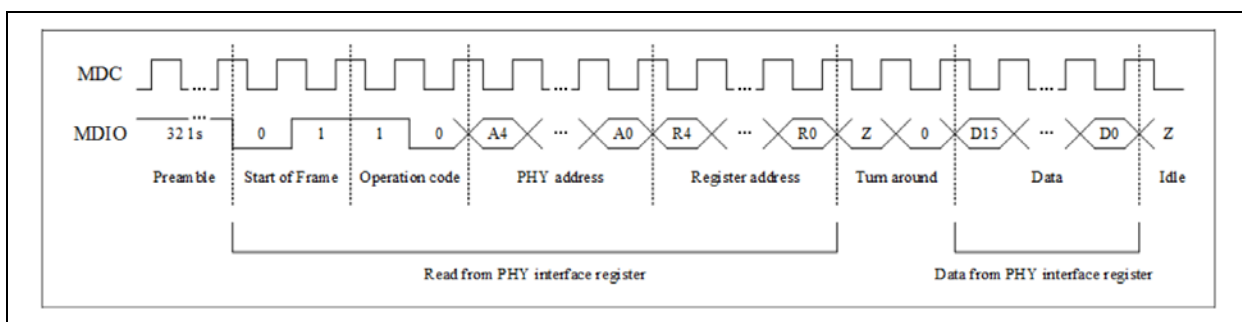 MDC ... ... ... ...
MDIO 32 1s ... 0 1 1 0 A4 ... A0 R4 ... R0 Z 0 D15 ... D0 Z
Preamble Start of Frame Operation code PHY address Register address Turn around Data Idle
Read from PHY interface register Data from PHY interface register